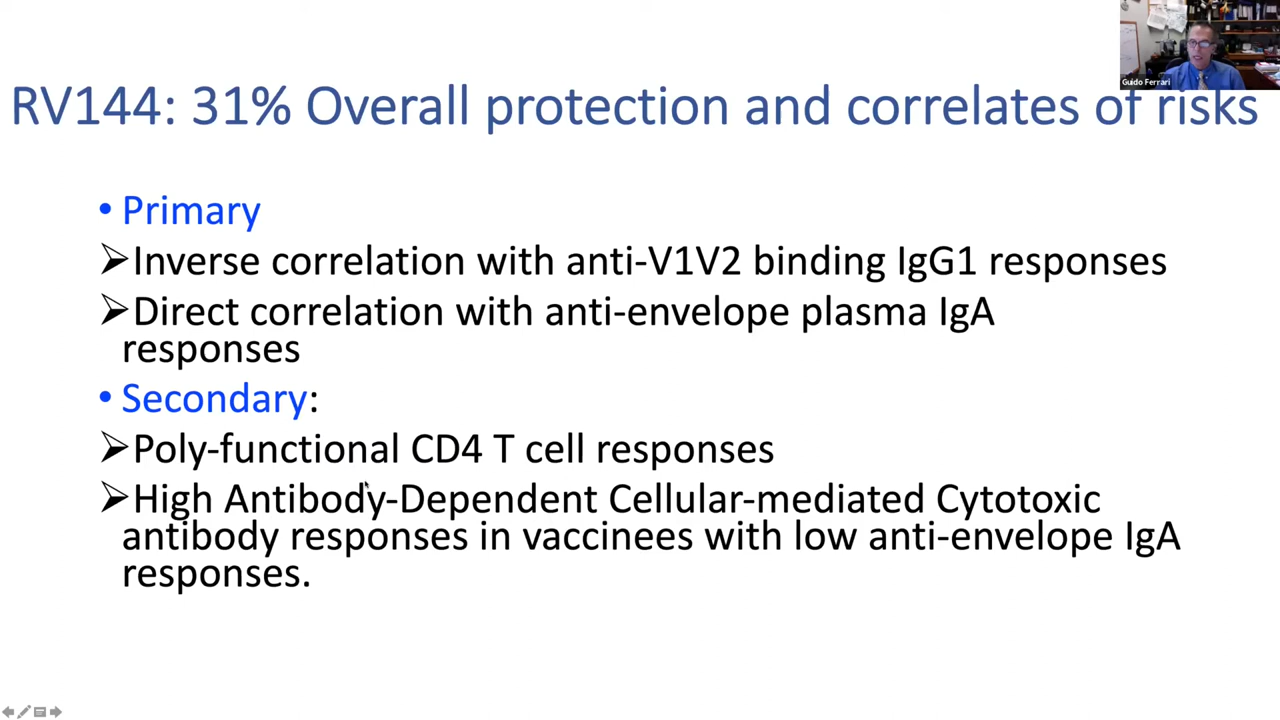 Guido Ferrari
RV144: 31% Overall protection and correlates of risks
• Primary
➢Inverse correlation with anti-V1V2 binding IgG1 responses
➢Direct correlation with anti-envelope plasma IgA
responses
• Secondary:
➢Poly-functional CD4 T cell responses
➢High Antibody-Dependent Cellular-mediated Cytotoxic
antibody responses in vaccinees with low anti-envelope IgA
responses.